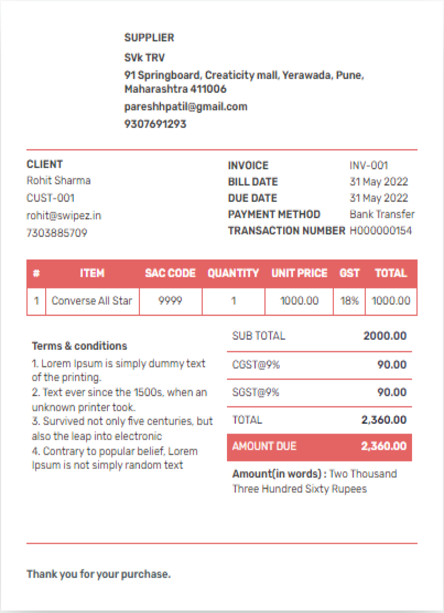 SUPPLIER
SVk TRV
91 Springboard, Creaticity mall, Yerawada, Pune,
Maharashtra 411006
pareshhpatil@gmail.com
9307691293
CLIENT
Rohit Sharma
CUST-001
rohit@swipez.in
7303885709
INVOICE INV-001
BILL DATE 31 May 2022
DUE DATE 31 May 2022
PAYMENT METHOD Bank Transfer
TRANSACTION NUMBER H000000154
# ITEM SAC CODE QUANTITY UNIT PRICE GST TOTAL
1 Converse All Star 9999 1 1000.00 18% 1000.00
Terms & conditions
1. Lorem Ipsum is simply dummy text
of the printing.
2. Text ever since the 1500s, when an
unknown printer took.
3. Survived not only five centuries, but
also the leap into electronic
4. Contrary to popular belief, Lorem
Ipsum is not simply random text
SUB TOTAL 2000.00
CGST@9% 90.00
SGST@9% 90.00
TOTAL 2,360.00
AMOUNT DUE 2,360.00
Amount(in words) : Two Thousand
Three Hundred Sixty Rupees
Thank you for your purchase.